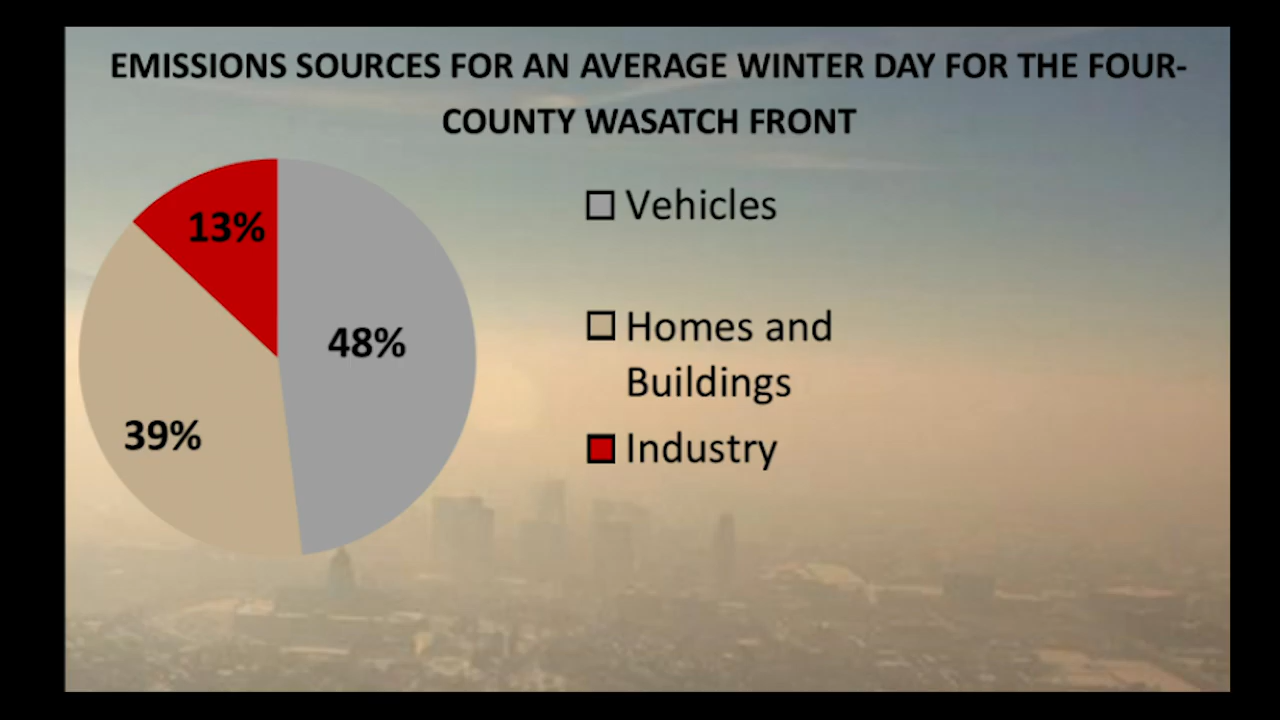 EMISSIONS SOURCES FOR AN AVERAGE WINTER DAY FOR THE FOUR-
COUNTY WASATCH FRONT
13%
48%
39%
Vehicles
Homes and
Buildings
Industry